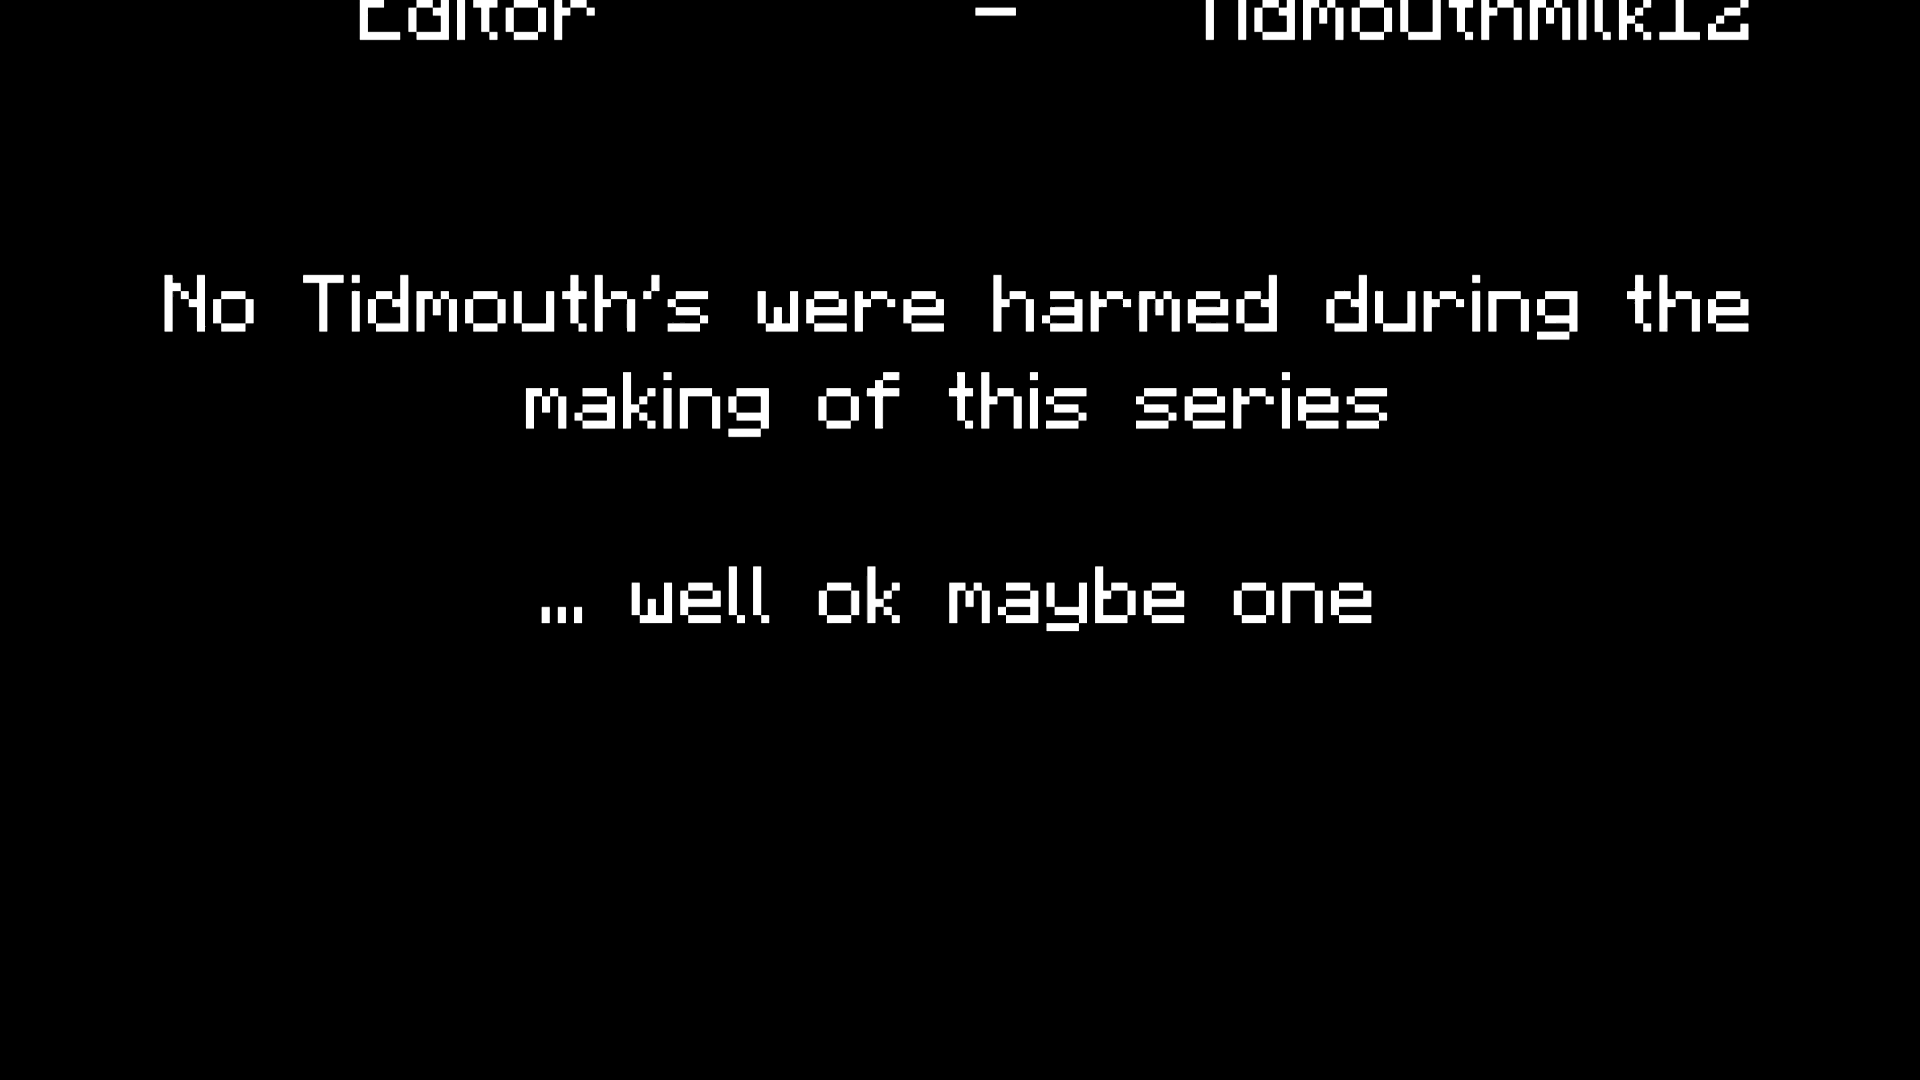 Editor - Tidmouthmilk12
No Tidmouth's were harmed during the
making of this series
... well ok maybe one